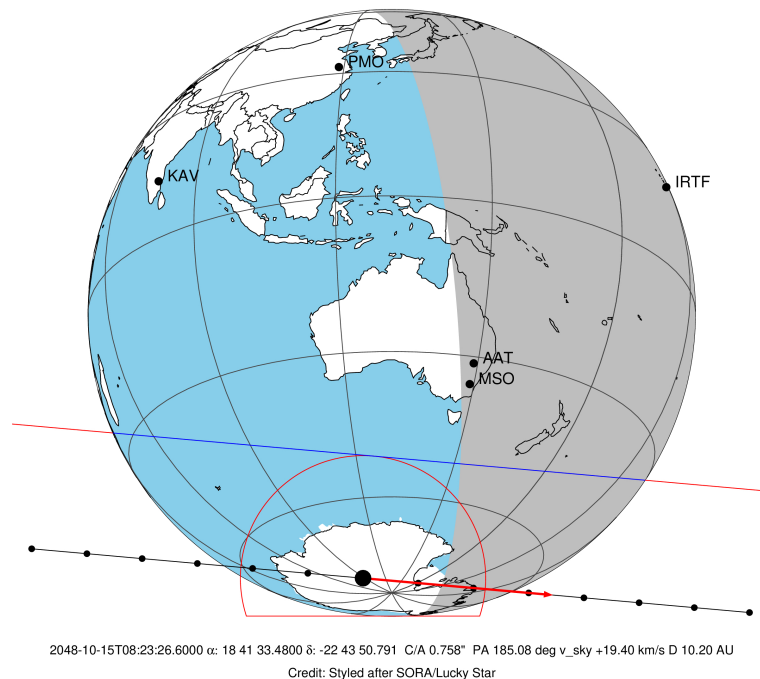 PMO
KAV
IRTF
AAT
MSO
2048-10-15T08:23:26.6000 α: 18 41 33.4800 δ: -22 43 50.791 C/A 0.758" PA 185.08 deg v_sky +19.40 km/s D 10.20 AU
Credit: Styled after SORA/Lucky Star